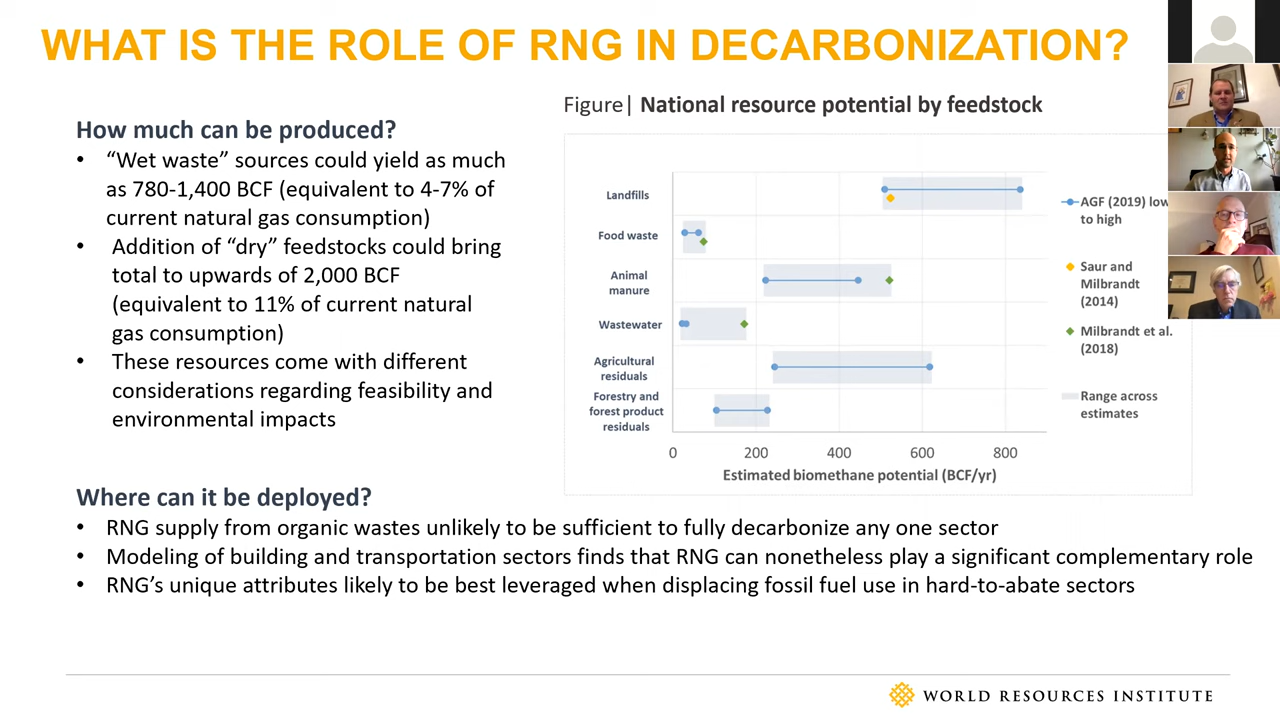 WHAT IS THE ROLE OF RNG IN DECARBONIZATION?
How much can be produced?
• “Wet waste” sources could yield as much
as 780-1,400 BCF (equivalent to 4-7% of
current natural gas consumption)
• Addition of “dry” feedstocks could bring
total to upwards of 2,000 BCF
(equivalent to 11% of current natural
gas consumption)
• These resources come with different
considerations regarding feasibility and
environmental impacts
Figure| National resource potential by feedstock
Landfills
Food waste
Animal
manure
Wastewater
Agricultural
residuals
Forestry and
forest product
residuals
0 200 400 600 800
Estimated biomethane potential (BCF/yr)
AGF (2019) low
to high
Saur and
Milbrandt
(2014)
Milbrandt et al.
(2018)
Range across
estimates
Where can it be deployed?
• RNG supply from organic wastes unlikely to be sufficient to fully decarbonize any one sector
• Modeling of building and transportation sectors finds that RNG can nonetheless play a significant complementary role
• RNG’s unique attributes likely to be best leveraged when displacing fossil fuel use in hard-to-abate sectors
WORLD RESOURCES INSTITUTE